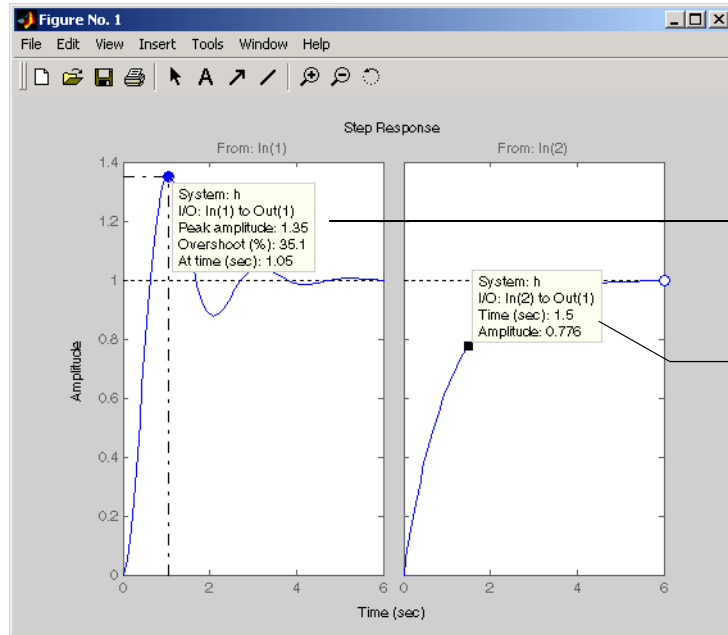 Figure No. 1
File Edit View Insert Tools Window Help
A
Step Response
From: In(1)
From: In(2)
Amplitude
1.4
1.2
1
0.8
0.6
0.4
0.2
0
System: h
I/O: In(1) to Out(1)
Peak amplitude: 1.35
Overshoot (%): 35.1
At time (sec): 1.05
System: h
I/O: In(2) to Out(1)
Time (sec): 1.5
Amplitude: 0.776
0 2 4 6
0 2 4 6
Time (sec)